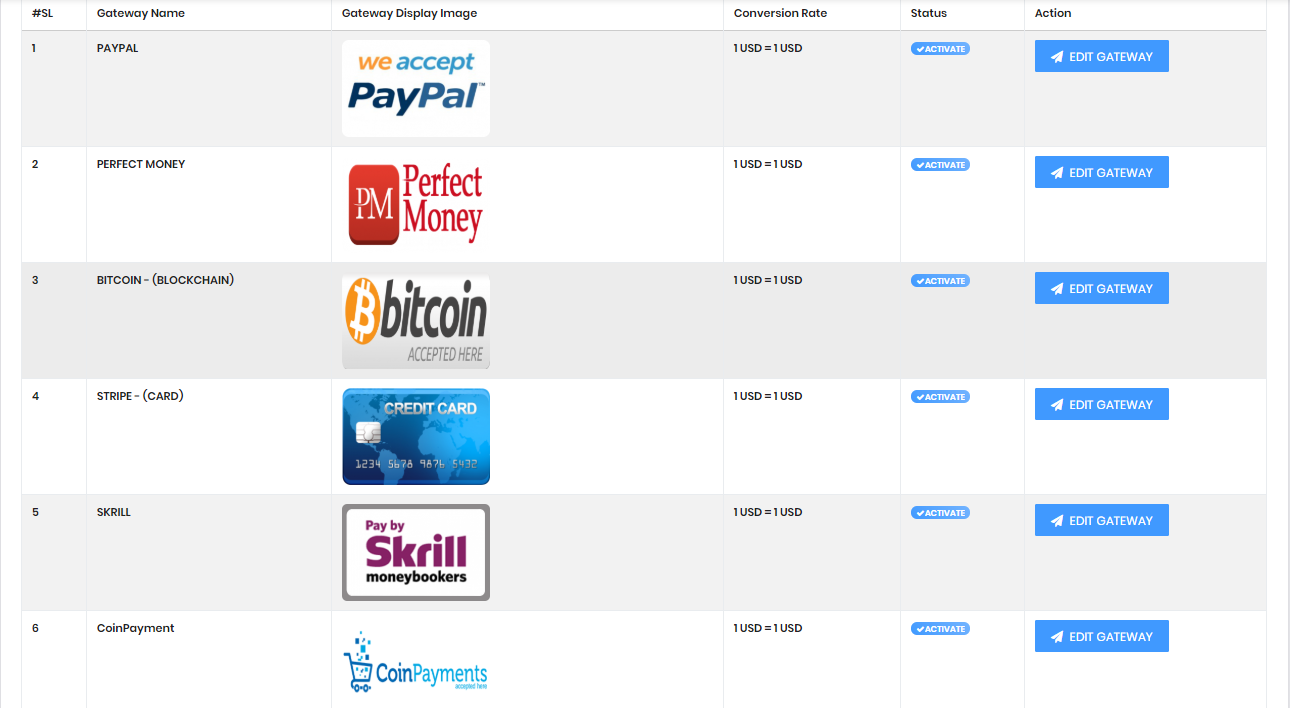 #SL Gateway Name Gateway Display Image Conversion Rate Status Action
1 PAYPAL we accept PayPal™ 1 USD = 1 USD ACTIVATE EDIT GATEWAY
2 PERFECT MONEY PM Perfect Money 1 USD = 1 USD ACTIVATE EDIT GATEWAY
3 BITCOIN - (BLOCKCHAIN) bitcoin ACCEPTED HERE 1 USD = 1 USD ACTIVATE EDIT GATEWAY
4 STRIPE - (CARD) CREDIT CARD 1234 5678 9876 5432 1 USD = 1 USD ACTIVATE EDIT GATEWAY
5 SKRILL Pay by Skrill moneybookers 1 USD = 1 USD ACTIVATE EDIT GATEWAY
6 CoinPayment CoinPayments accepted here 1 USD = 1 USD ACTIVATE EDIT GATEWAY